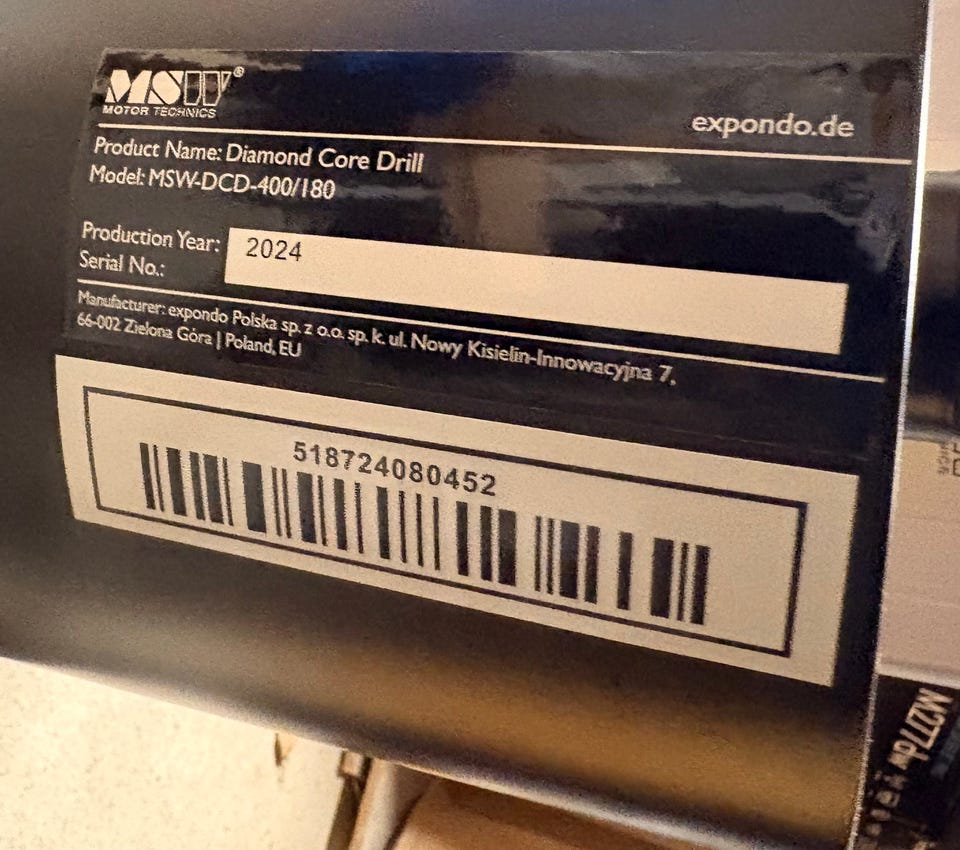 MSW®
MOTOR TECHNICS
expondo.de
Product Name: Diamond Core Drill
Model: MSW-DCD-400/180
Production Year: 2024
Serial No.:
Manufacturer: expondo Polska sp. z o.o. sp. k. ul. Nowy Kisielin-Innowacyjna 7,
66-002 Zielona Góra | Poland, EU
518724080452
M277d